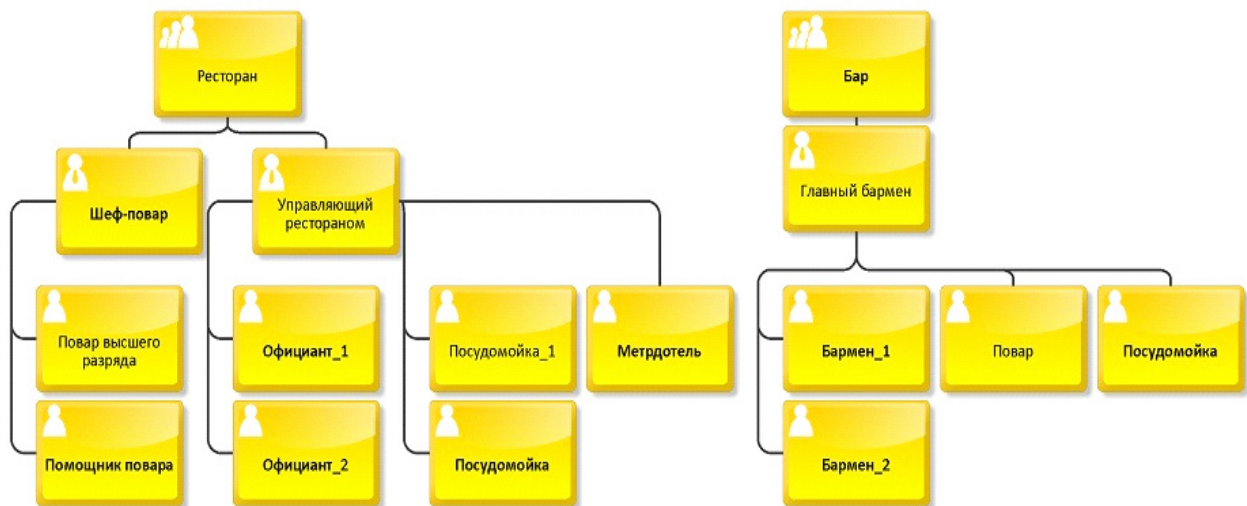 Ресторан
Бар
Шеф-повар
Управляющий
рестораном
Главный бармен
Повар высшего
разряда
Официант_1
Посудомойка_1
Метрдотель
Бармен_1
Повар
Посудомойка
Помощник повара
Официант_2
Посудомойка
Бармен_2